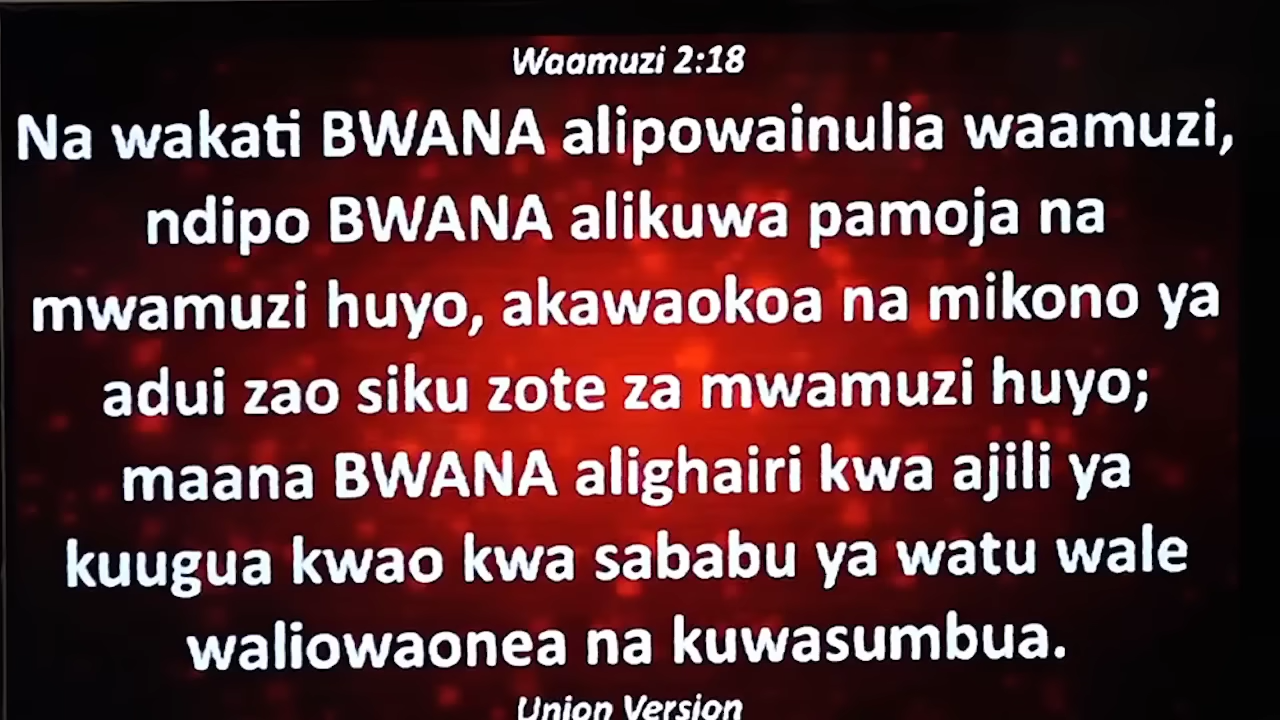 Waamuzi 2:18
Na wakati BWANA alipowainulia waamuzi,
ndipo BWANA alikuwa pamoja na
mwamuzi huyo, akawaokoa na mikono ya
adui zao siku zote za mwamuzi huyo;
maana BWANA alighairi kwa ajili ya
kuugua kwao kwa sababu ya watu wale
waliowaonea na kuwasumbua.
Union Version